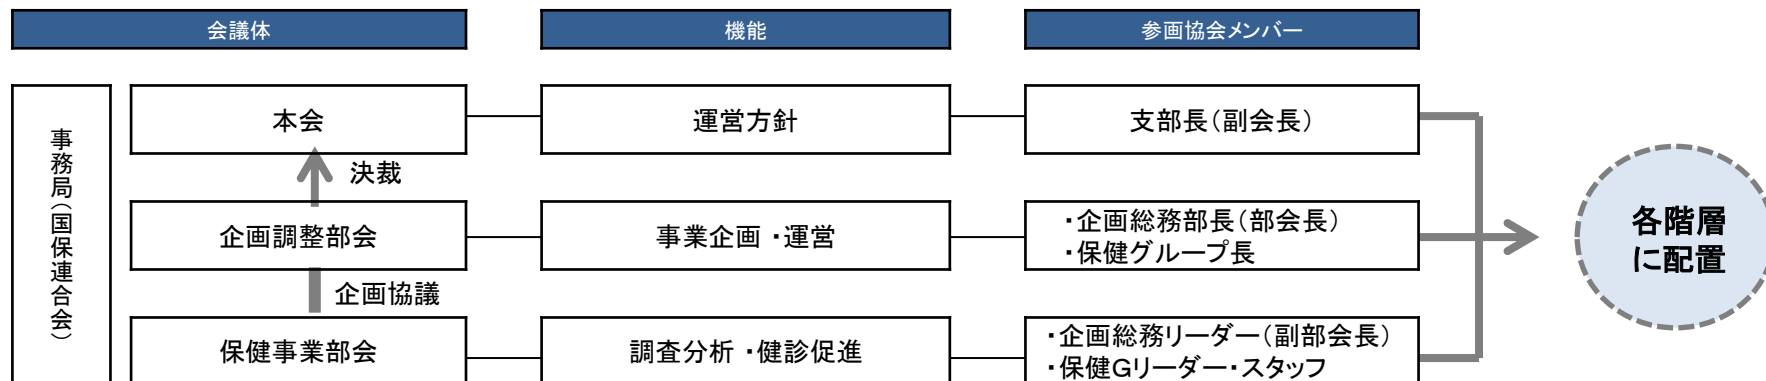 会議体
機能
参画協会メンバー
事務局（国保連合会）
本会
運営方針
支部長（副会長）
決裁
企画調整部会
事業企画・運営
・企画総務部長（部会長）
・保健グループ長
企画協議
保健事業部会
調査分析・健診促進
・企画総務リーダー（副部会長）
・保健Gリーダー・スタッフ
各階層
に配置